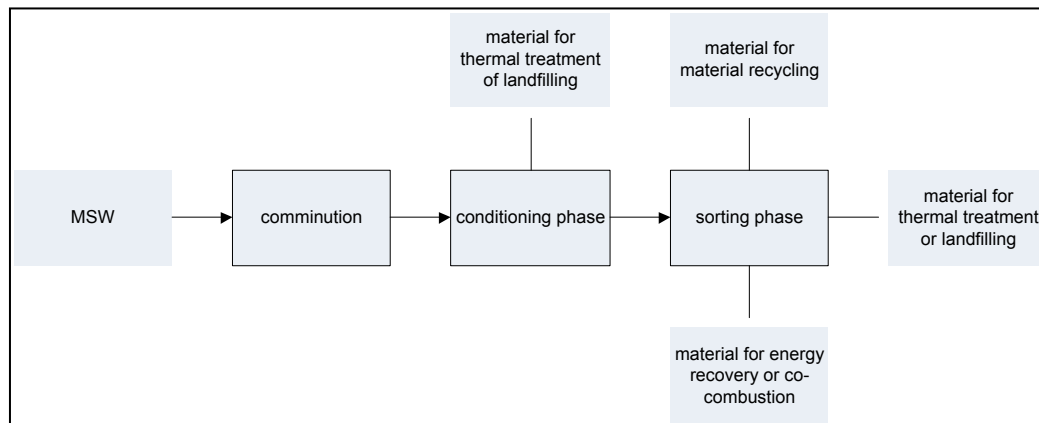 material for
thermal treatment
of landfilling
material for
material recycling
MSW
comminution
conditioning phase
sorting phase
material for
thermal treatment
or landfilling
material for energy
recovery or co-
combustion